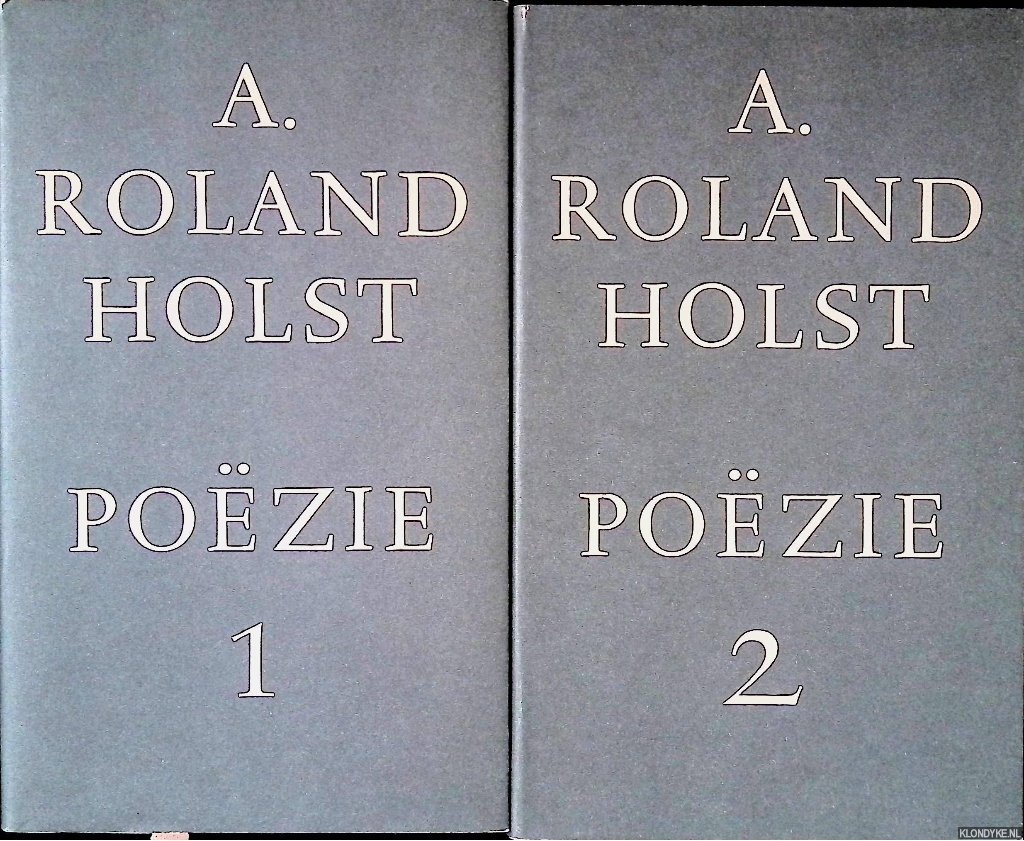 A.
ROLAND
HOLST
POËZIE
1
A.
ROLAND
HOLST
POËZIE
2
KLONDYKE.NL